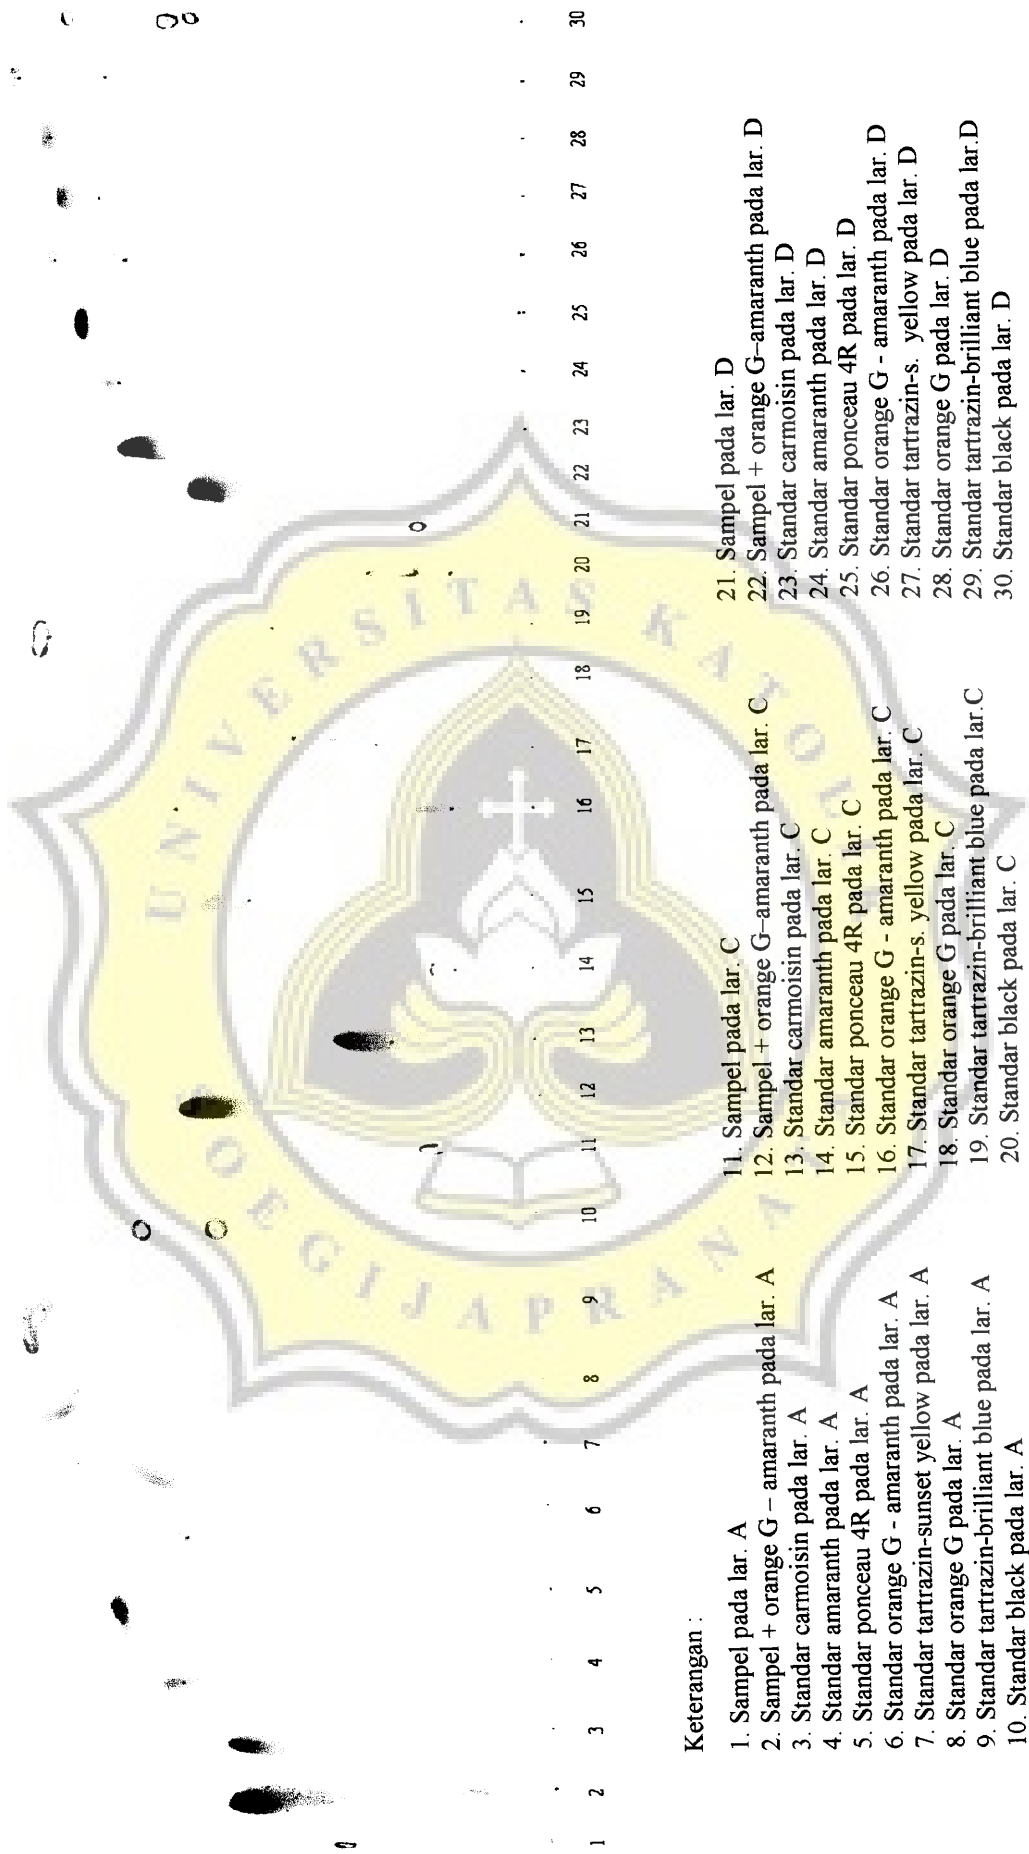 1 2 3 4 5 6 7 8 9 10 11 12 13 14 15 16 17 18 19 20 21 22 23 24 25 26 27 28 29 30
Keterangan :
1. Sampel pada lar. A
2. Sampel + orange G – amaranth pada lar. A
3. Standar carmoisin pada lar. A
4. Standar amaranth pada lar. A
5. Standar ponceau 4R pada lar. A
6. Standar orange G - amaranth pada lar. A
7. Standar tartrazin-sunset yellow pada lar. A
8. Standar orange G pada lar. A
9. Standar tartrazin-brilliant blue pada lar. A
10. Standar black pada lar. A
11. Sampel pada lar. C
12. Sampel + orange G–amaranth pada lar. C
13. Standar carmoisin pada lar. C
14. Standar amaranth pada lar. C
15. Standar ponceau 4R pada lar. C
16. Standar orange G - amaranth pada lar. C
17. Standar tartrazin-s. yellow pada lar. C
18. Standar orange G pada lar. C
19. Standar tartrazin-brilliant blue pada lar.C
20. Standar black pada lar. C
21. Sampel pada lar. D
22. Sampel + orange G–amaranth pada lar. D
23. Standar carmoisin pada lar. D
24. Standar amaranth pada lar. D
25. Standar ponceau 4R pada lar. D
26. Standar orange G - amaranth pada lar. D
27. Standar tartrazin-s. yellow pada lar. D
28. Standar orange G pada lar. D
29. Standar tartrazin-brilliant blue pada lar.D
30. Standar black pada lar. D
UNIVERSITAS
SOEGIJAPRANA